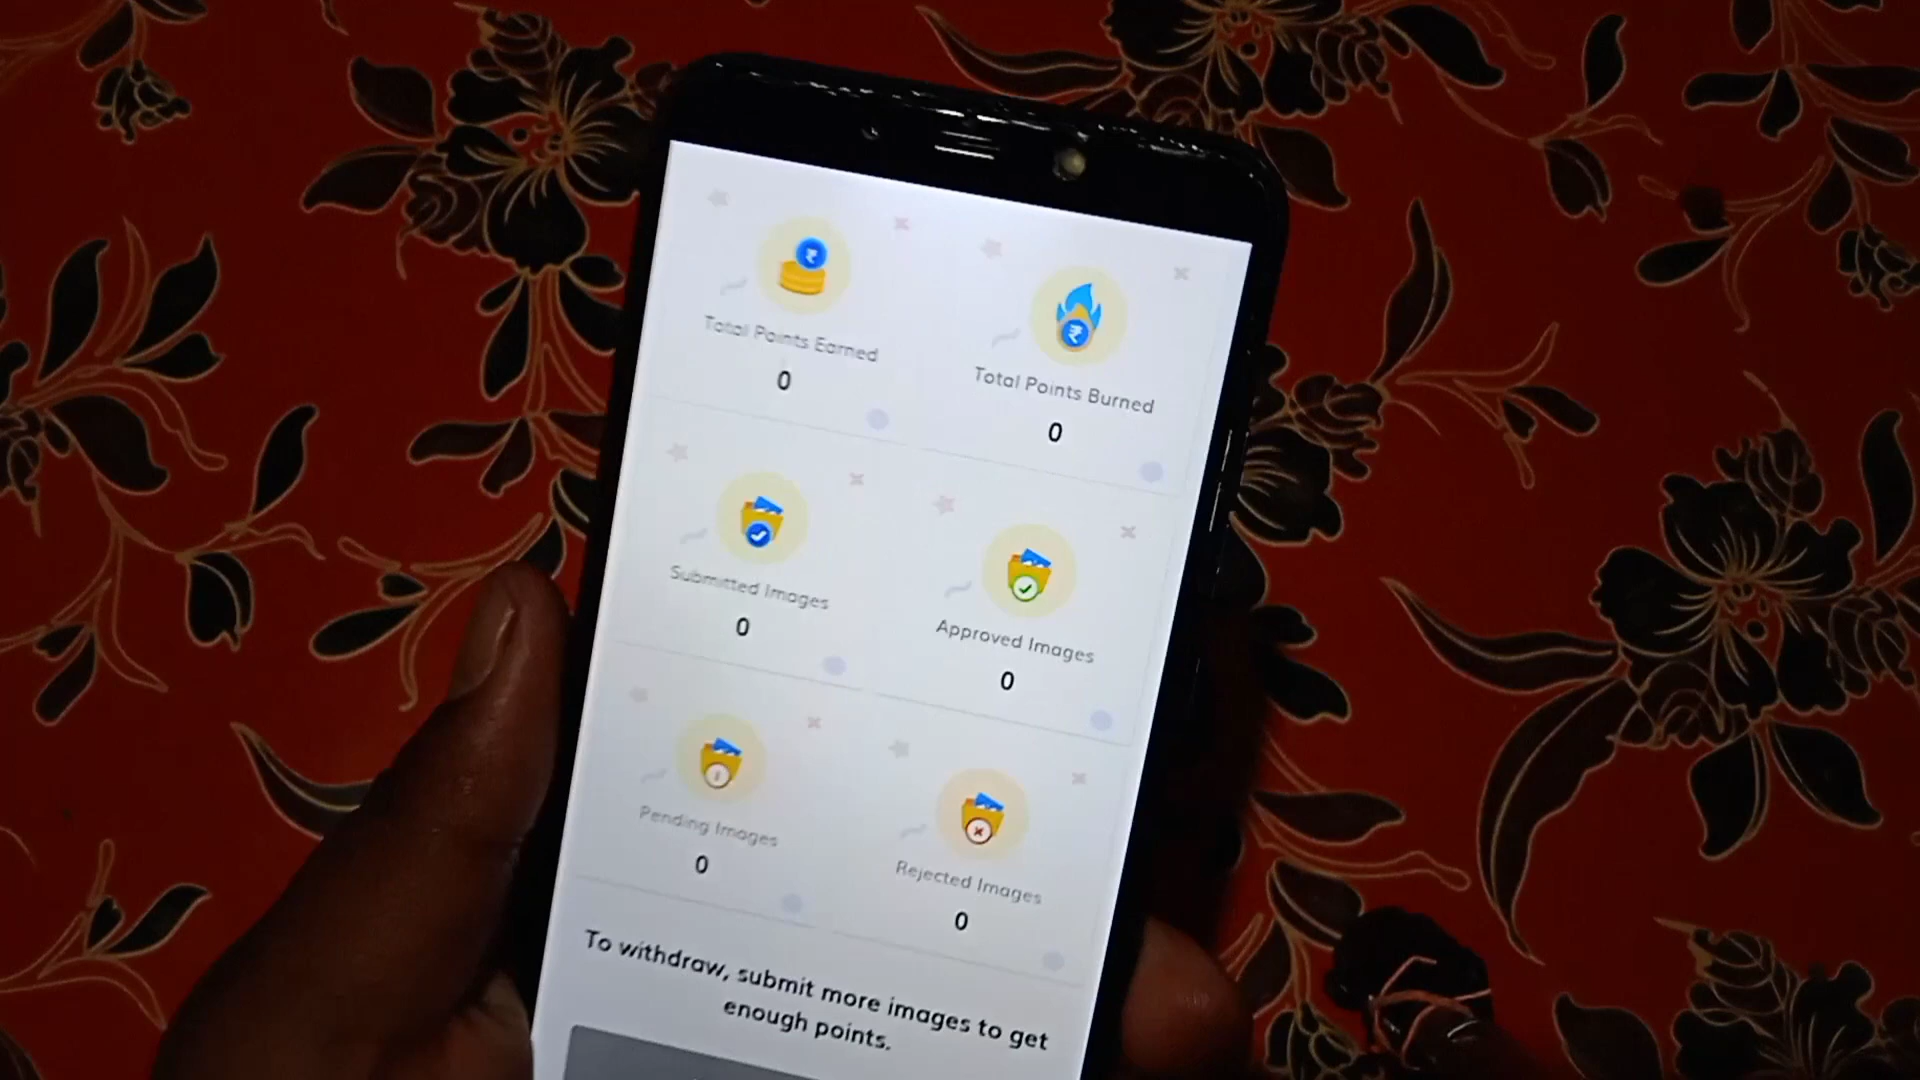 ₹
Total Points Earned
0
₹
Total Points Burned
0
Submitted Images
0
Approved Images
0
Pending Images
0
Rejected Images
0
To withdraw, submit more images to get
enough points.